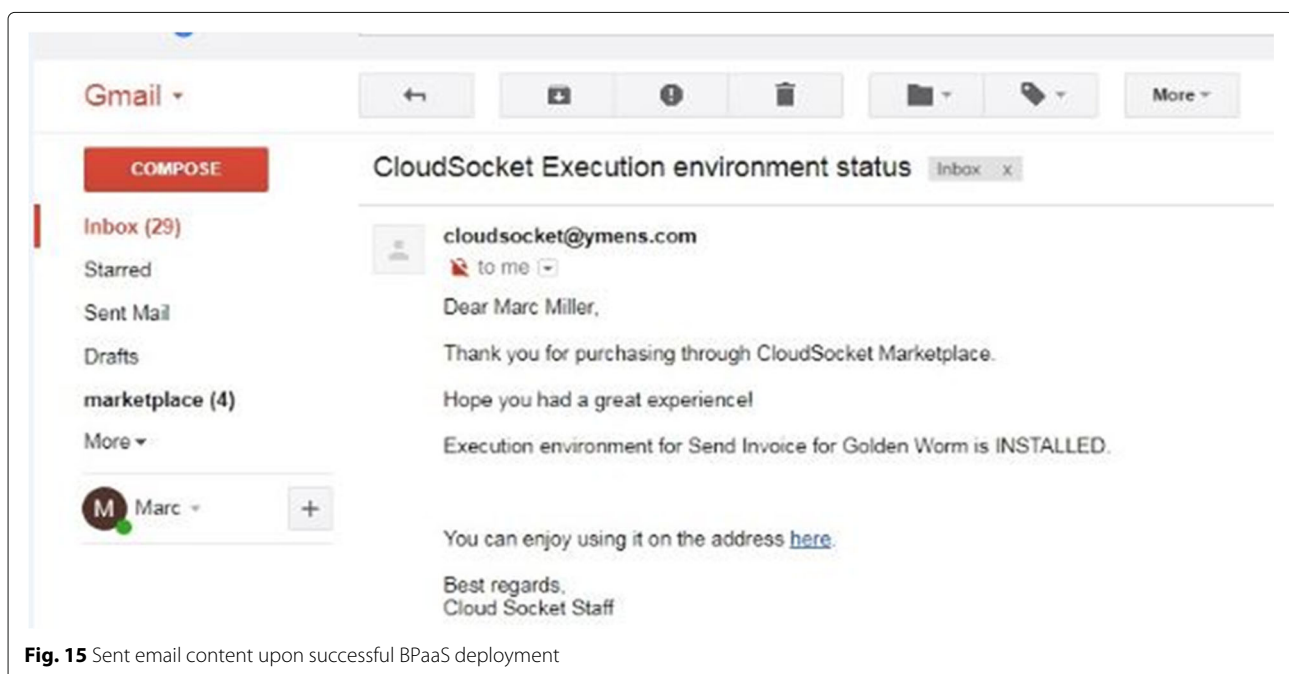 Gmail
More
COMPOSE
CloudSocket Execution environment status Inbox x
Inbox (29)
Starred
Sent Mail
Drafts
marketplace (4)
More
M Marc +
cloudsocket@ymens.com
to me
Dear Marc Miller,
Thank you for purchasing through CloudSocket Marketplace.
Hope you had a great experience!
Execution environment for Send Invoice for Golden Worm is INSTALLED.
You can enjoy using it on the address here.
Best regards,
Cloud Socket Staff
Fig. 15 Sent email content upon successful BPaaS deployment